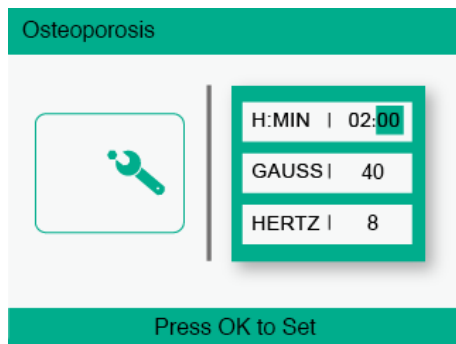 Osteoporosis
H:MIN | 02:00
GAUSS | 40
HERTZ | 8
Press OK to Set